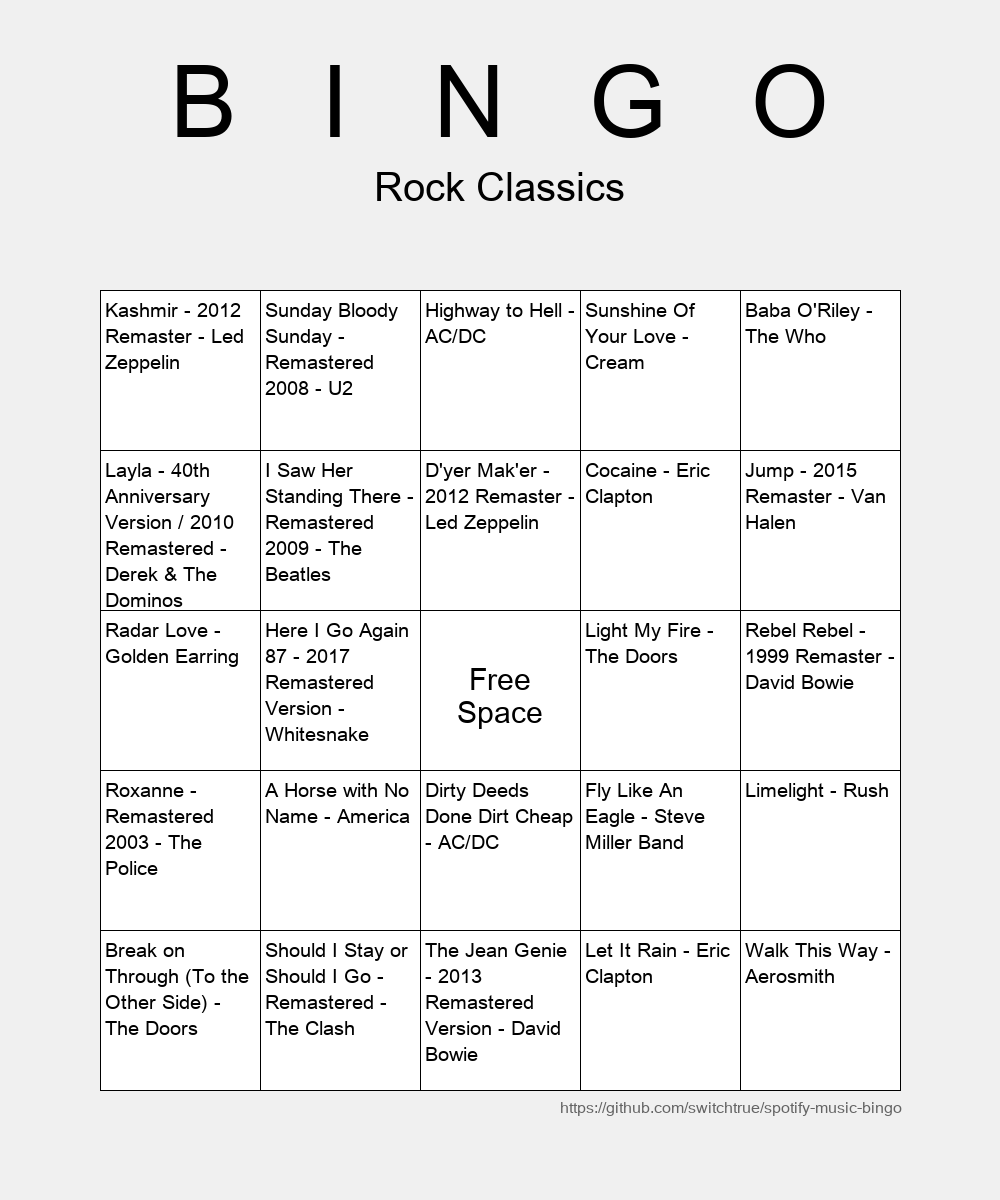 B I N G O
Rock Classics
Kashmir - 2012
Remaster - Led
Zeppelin
Sunday Bloody
Sunday -
Remastered
2008 - U2
Highway to Hell -
AC/DC
Sunshine Of
Your Love -
Cream
Baba O'Riley -
The Who
Layla - 40th
Anniversary
Version / 2010
Remastered -
Derek & The
Dominos
I Saw Her
Standing There -
Remastered
2009 - The
Beatles
D'yer Mak'er -
2012 Remaster -
Led Zeppelin
Cocaine - Eric
Clapton
Jump - 2015
Remaster - Van
Halen
Radar Love -
Golden Earring
Here I Go Again
87 - 2017
Remastered
Version -
Whitesnake
Free
Space
Light My Fire -
The Doors
Rebel Rebel -
1999 Remaster -
David Bowie
Roxanne -
Remastered
2003 - The
Police
A Horse with No
Name - America
Dirty Deeds
Done Dirt Cheap
- AC/DC
Fly Like An
Eagle - Steve
Miller Band
Limelight - Rush
Break on
Through (To the
Other Side) -
The Doors
Should I Stay or
Should I Go -
Remastered -
The Clash
The Jean Genie
- 2013
Remastered
Version - David
Bowie
Let It Rain - Eric
Clapton
Walk This Way -
Aerosmith
https://github.com/switchtrue/spotify-music-bingo